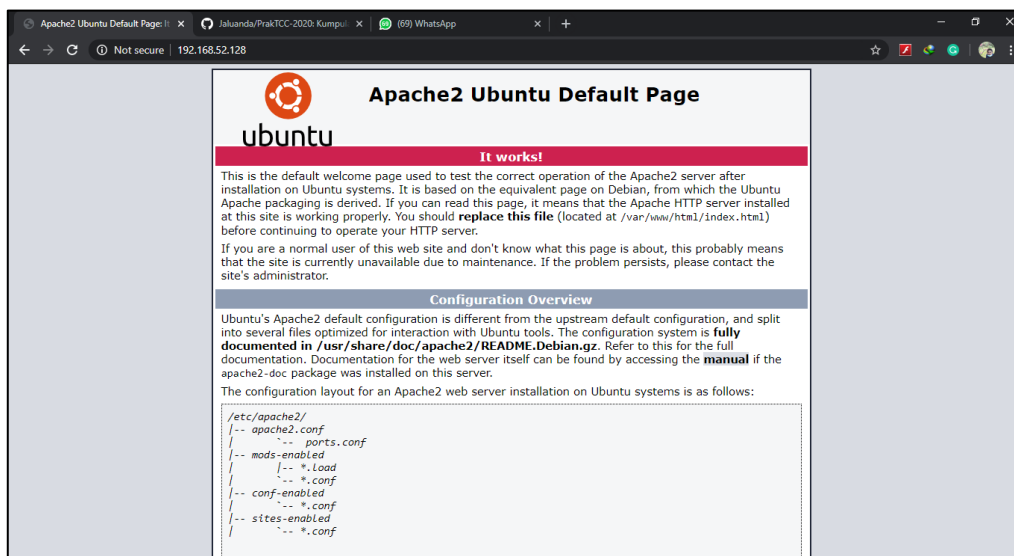 Apache2 Ubuntu Default Page: It
Jaluanda/PrakTCC-2020: Kumpul
(69) WhatsApp
Not secure | 192.168.52.128
ubuntu
Apache2 Ubuntu Default Page
It works!
This is the default welcome page used to test the correct operation of the Apache2 server after
installation on Ubuntu systems. It is based on the equivalent page on Debian, from which the Ubuntu
Apache packaging is derived. If you can read this page, it means that the Apache HTTP server installed
at this site is working properly. You should replace this file (located at /var/www/html/index.html)
before continuing to operate your HTTP server.
If you are a normal user of this web site and don't know what this page is about, this probably means
that the site is currently unavailable due to maintenance. If the problem persists, please contact the
site's administrator.
Configuration Overview
Ubuntu's Apache2 default configuration is different from the upstream default configuration, and split
into several files optimized for interaction with Ubuntu tools. The configuration system is fully
documented in /usr/share/doc/apache2/README.Debian.gz. Refer to this for the full
documentation. Documentation for the web server itself can be found by accessing the manual if the
apache2-doc package was installed on this server.
The configuration layout for an Apache2 web server installation on Ubuntu systems is as follows:
/etc/apache2/
|-- apache2.conf
|       `--  ports.conf
|-- mods-enabled
|       |-- *.load
|       `-- *.conf
|-- conf-enabled
|       `-- *.conf
|-- sites-enabled
|       `-- *.conf